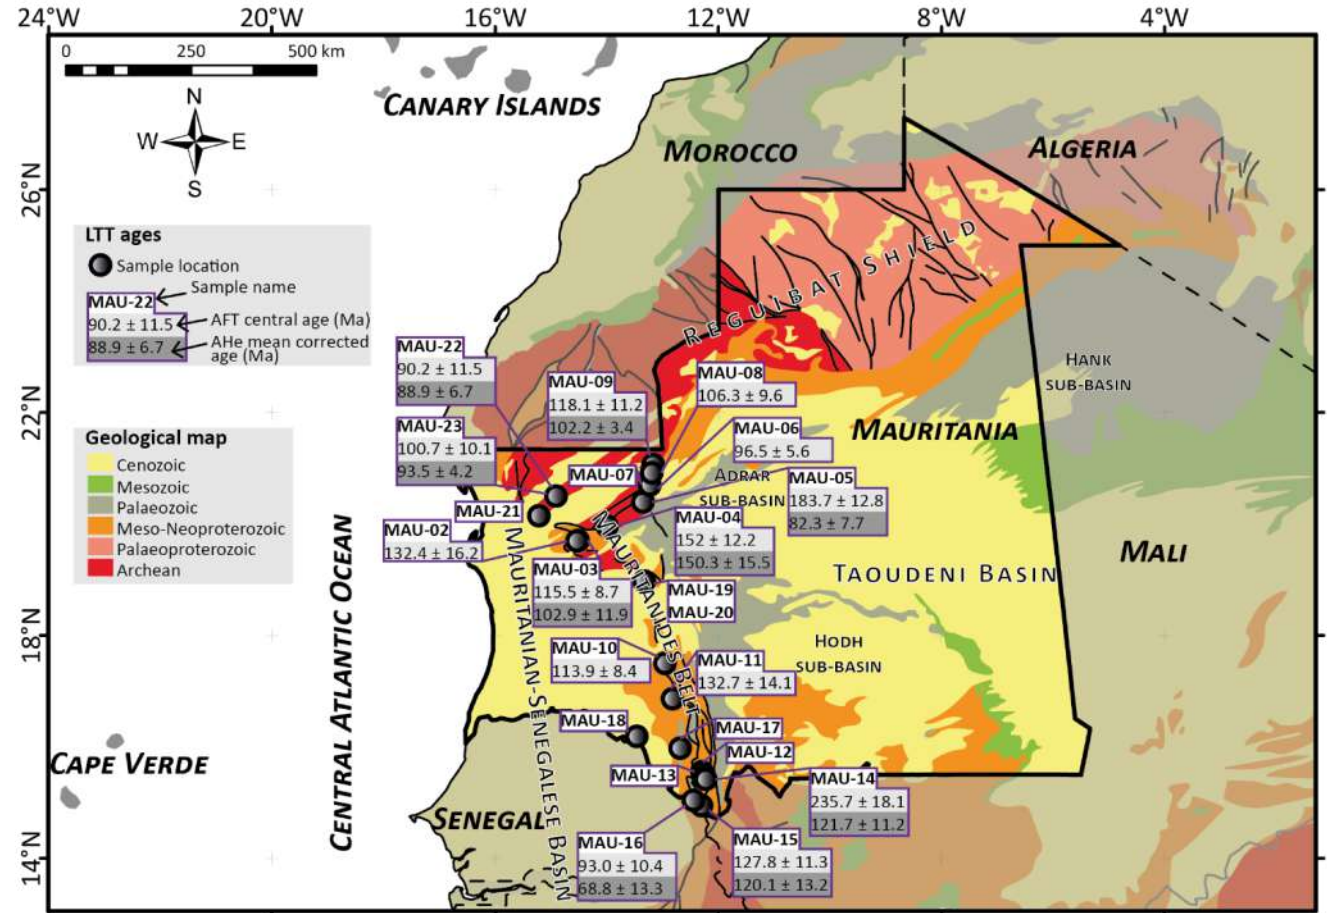 24°W
20°W
16°W
12°W
8°W
4°W
0
250
500 km
N
W
E
S
CANARY ISLANDS
MOROCCO
ALGERIA
26°N
22°N
18°N
14°N
LTT ages
Sample location
Sample name
MAU-22
90.2 ± 11.5
AFT central age (Ma)
88.9 ± 6.7
AHe mean corrected
age (Ma)
Geological map
Cenozoic
Mesozoic
Palaeozoic
Meso-Neoproterozoic
Palaeoproterozoic
Archean
REGUIBAT SHIELD
HANK
SUB-BASIN
MAU-22
90.2 ± 11.5
88.9 ± 6.7
MAU-09
118.1 ± 11.2
102.2 ± 3.4
MAU-08
106.3 ± 9.6
MAU-23
100.7 ± 10.1
93.5 ± 4.2
MAU-06
96.5 ± 5.6
MAURITANIA
MAU-07
ADRAR
SUB-BASIN
MAU-05
183.7 ± 12.8
82.3 ± 7.7
MAU-21
MAU-02
132.4 ± 16.2
MAU-04
152 ± 12.2
150.3 ± 15.5
MAU-03
115.5 ± 8.7
102.9 ± 11.9
MAURITANIDES BELT
MAURITANIAN-SENEGALESE BASIN
MAU-19
MAU-20
TAOUDENI BASIN
MALI
CENTRAL ATLANTIC OCEAN
MAU-10
113.9 ± 8.4
MAU-11
132.7 ± 14.1
HODH
SUB-BASIN
MAU-18
MAU-17
MAU-12
MAU-13
MAU-14
235.7 ± 18.1
121.7 ± 11.2
CAPE VERDE
SENEGAL
MAU-16
93.0 ± 10.4
68.8 ± 13.3
MAU-15
127.8 ± 11.3
120.1 ± 13.2